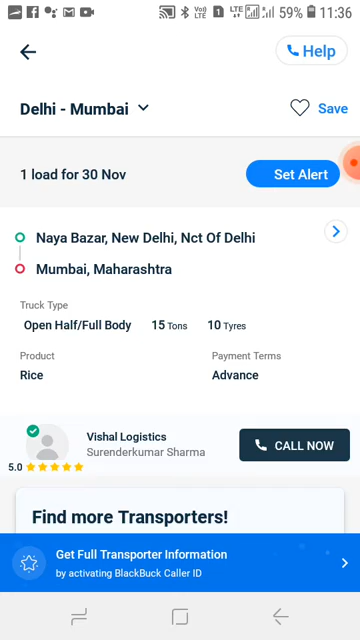 VoLTE LTE 59% 11:36
Help
Delhi - Mumbai
Save
1 load for 30 Nov
Set Alert
Naya Bazar, New Delhi, Nct Of Delhi
Mumbai, Maharashtra
Truck Type
Open Half/Full Body 15 Tons 10 Tyres
Product Payment Terms
Rice Advance
Vishal Logistics
Surenderkumar Sharma
CALL NOW
5.0
Find more Transporters!
Get Full Transporter Information
by activating BlackBuck Caller ID